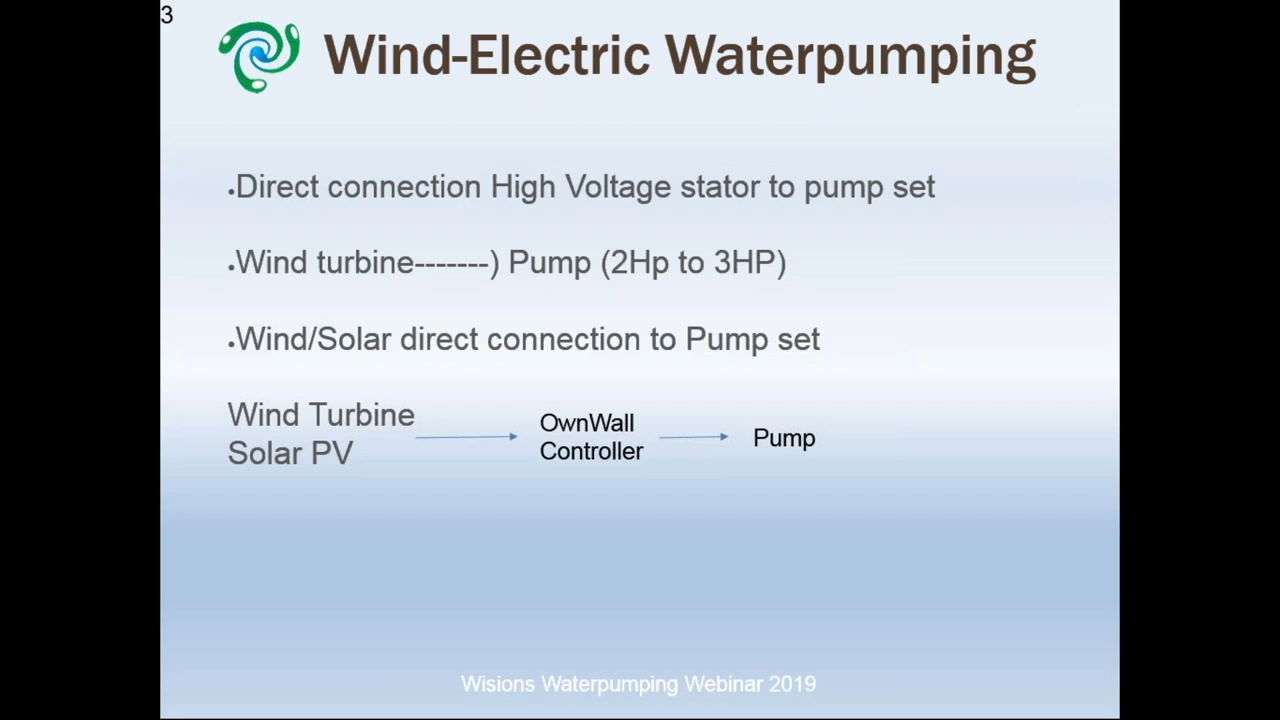 3
Wind-Electric Waterpumping
•Direct connection High Voltage stator to pump set
•Wind turbine-------) Pump (2Hp to 3HP)
•Wind/Solar direct connection to Pump set
Wind Turbine
Solar PV
OwnWall
Controller
Pump
Wisions Waterpumping Webinar 2019